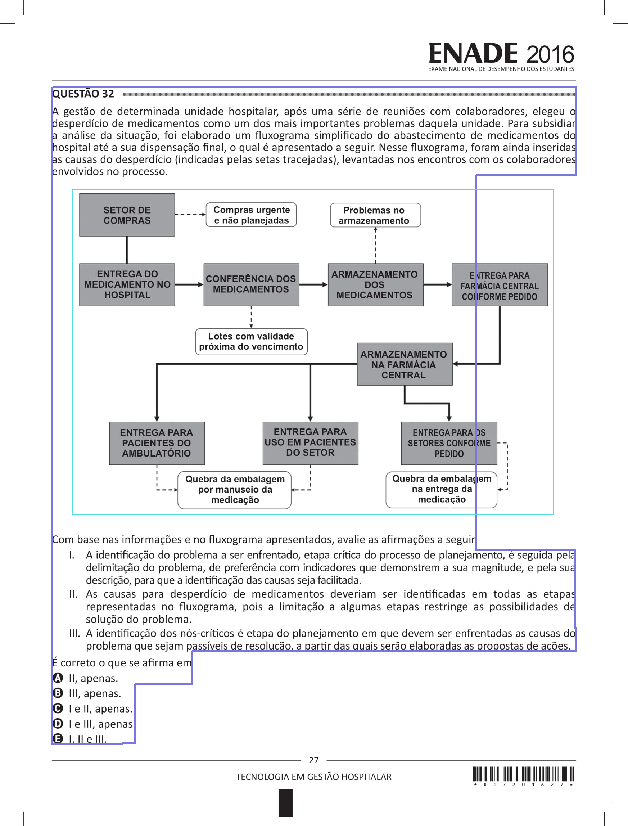 ENADE 2016
EXAME NACIONAL DE DESEMPENHO DOS ESTUDANTES
QUESTÃO 32
A gestão de determinada unidade hospitalar, após uma série de reuniões com colaboradores, elegeu o
desperdício de medicamentos como um dos mais importantes problemas daquela unidade. Para subsidiar
a análise da situação, foi elaborado um fluxograma simplificado do abastecimento de medicamentos do
hospital até a sua dispensação final, o qual é apresentado a seguir. Nesse fluxograma, foram ainda inseridas
as causas do desperdício (indicadas pelas setas tracejadas), levantadas nos encontros com os colaboradores
envolvidos no processo.
SETOR DE
COMPRAS
Compras urgente
e não planejadas
Problemas no
armazenamento
ENTREGA DO
MEDICAMENTO NO
HOSPITAL
CONFERÊNCIA DOS
MEDICAMENTOS
ARMAZENAMENTO
DOS
MEDICAMENTOS
ENTREGA PARA
FARMÁCIA CENTRAL
CONFORME PEDIDO
Lotes com validade
próxima do vencimento
ARMAZENAMENTO
NA FARMÁCIA
CENTRAL
ENTREGA PARA
PACIENTES DO
AMBULATÓRIO
ENTREGA PARA
USO EM PACIENTES
DO SETOR
ENTREGA PARA OS
SETORES CONFORME
PEDIDO
Quebra da embalagem
por manuseio da
medicação
Quebra da embalagem
na entrega da
medicação
Com base nas informações e no fluxograma apresentados, avalie as afirmações a seguir
I. A identificação do problema a ser enfrentado, etapa crítica do processo de planejamento, é seguida pela
delimitação do problema, de preferência com indicadores que demonstrem a sua magnitude, e pela sua
descrição, para que a identificação das causas seja facilitada.
II. As causas para desperdício de medicamentos deveriam ser identificadas em todas as etapas
representadas no fluxograma, pois a limitação a algumas etapas restringe as possibilidades de
solução do problema.
III. A identificação dos nós-críticos é etapa do planejamento em que devem ser enfrentadas as causas do
problema que sejam passíveis de resolução, a partir das quais serão elaboradas as propostas de ações.
É correto o que se afirma em
A II, apenas.
B III, apenas.
C I e II, apenas.
D I e III, apenas
E I, II e III.
27
TECNOLOGIA EM GESTÃO HOSPITALAR